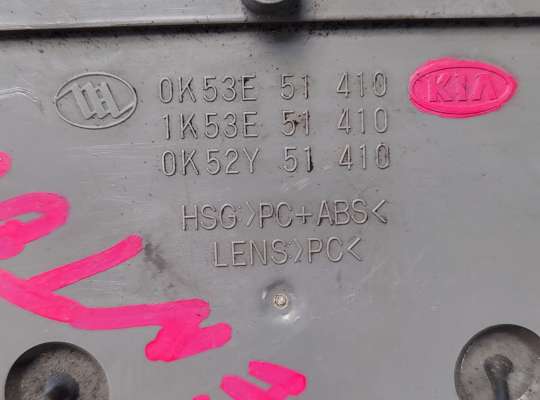 0K53E 51 410
KIA
1K53E 51 410
0K52Y 51 410
HSG>PC+ABS<
LENS>PC<